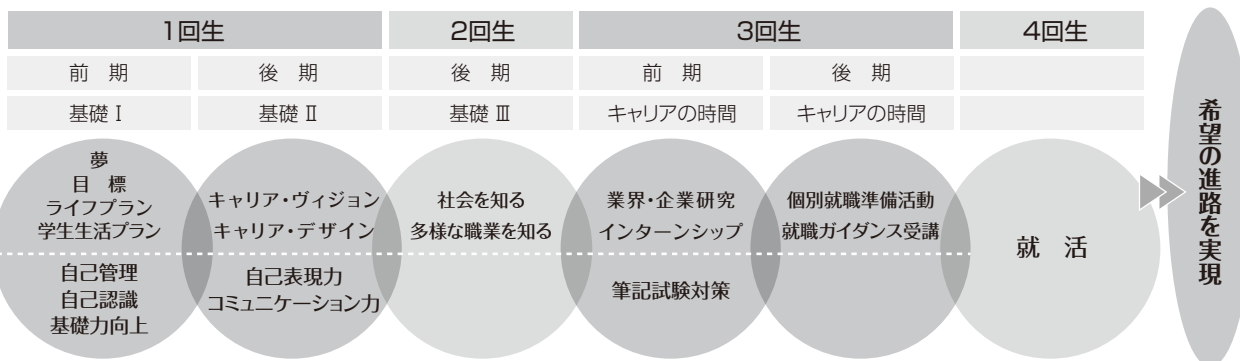 1回生
2回生
3回生
4回生
前 期
後 期
後 期
前 期
後 期
基礎 Ⅰ
基礎 Ⅱ
基礎 Ⅲ
キャリアの時間
キャリアの時間
夢
目 標
ライフプラン
学生生活プラン
自己管理
自己認識
基礎力向上
キャリア・ヴィジョン
キャリア・デザイン
自己表現力
コミュニケーション力
社会を知る
多様な職業を知る
業界・企業研究
インターンシップ
筆記試験対策
個別就職準備活動
就職ガイダンス受講
就 活
希望の進路を実現